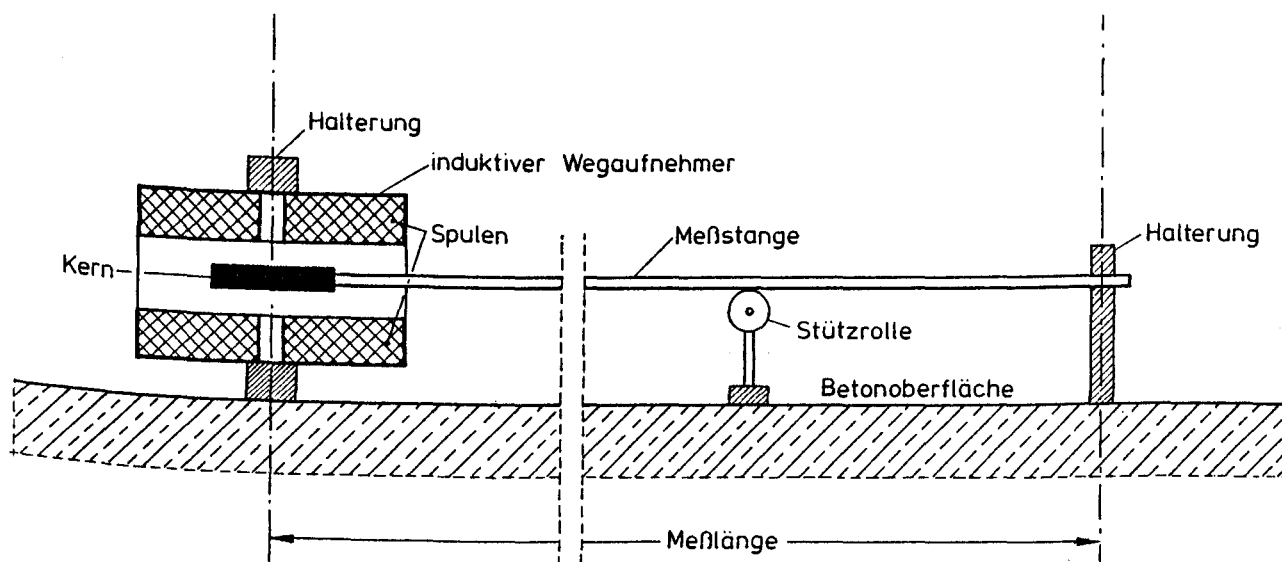 Halterung
induktiver Wegaufnehmer
Spulen
Kern
Meßstange
Halterung
Stützrolle
Betonoberfläche
Meßlänge